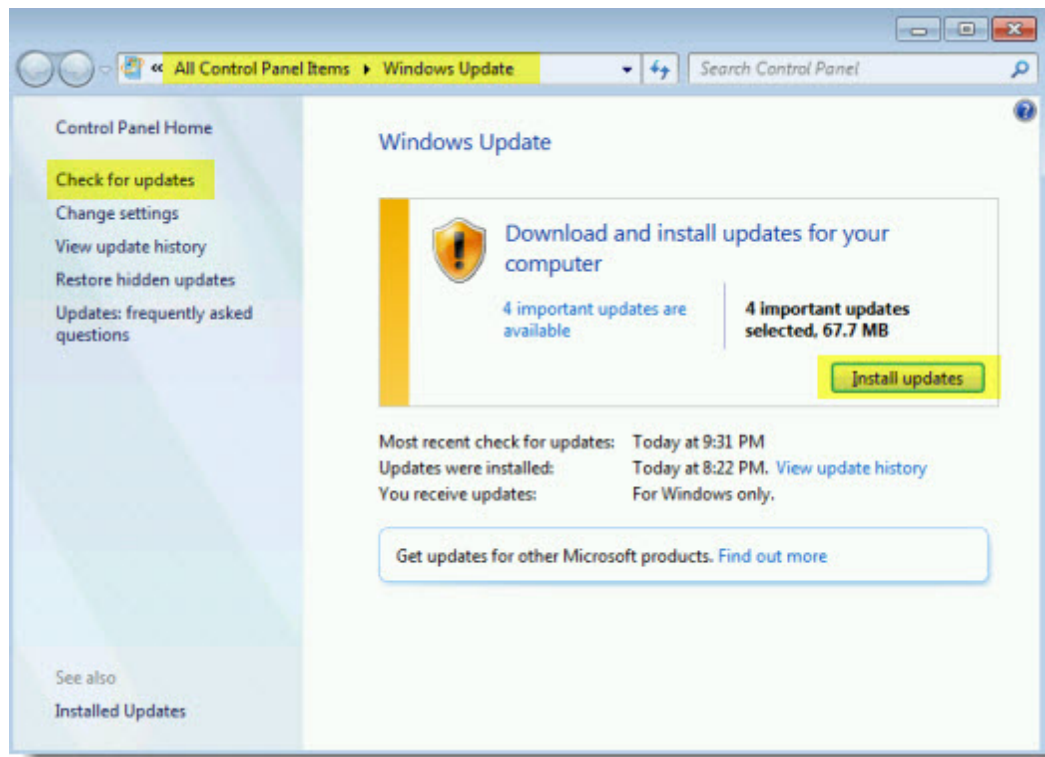 « All Control Panel Items ▸ Windows Update
Search Control Panel
Control Panel Home
Check for updates
Change settings
View update history
Restore hidden updates
Updates: frequently asked
questions
See also
Installed Updates
Windows Update
Download and install updates for your
computer
4 important updates are
available
4 important updates
selected, 67.7 MB
Install updates
Most recent check for updates: Today at 9:31 PM
Updates were installed: Today at 8:22 PM. View update history
You receive updates: For Windows only.
Get updates for other Microsoft products. Find out more